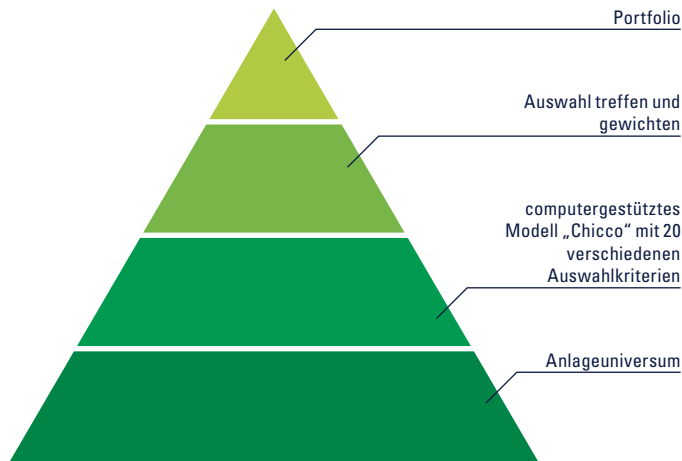 Portfolio
Auswahl treffen und
gewichten
computergestütztes
Modell „Chicco“ mit 20
verschiedenen
Auswahlkriterien
Anlageuniversum